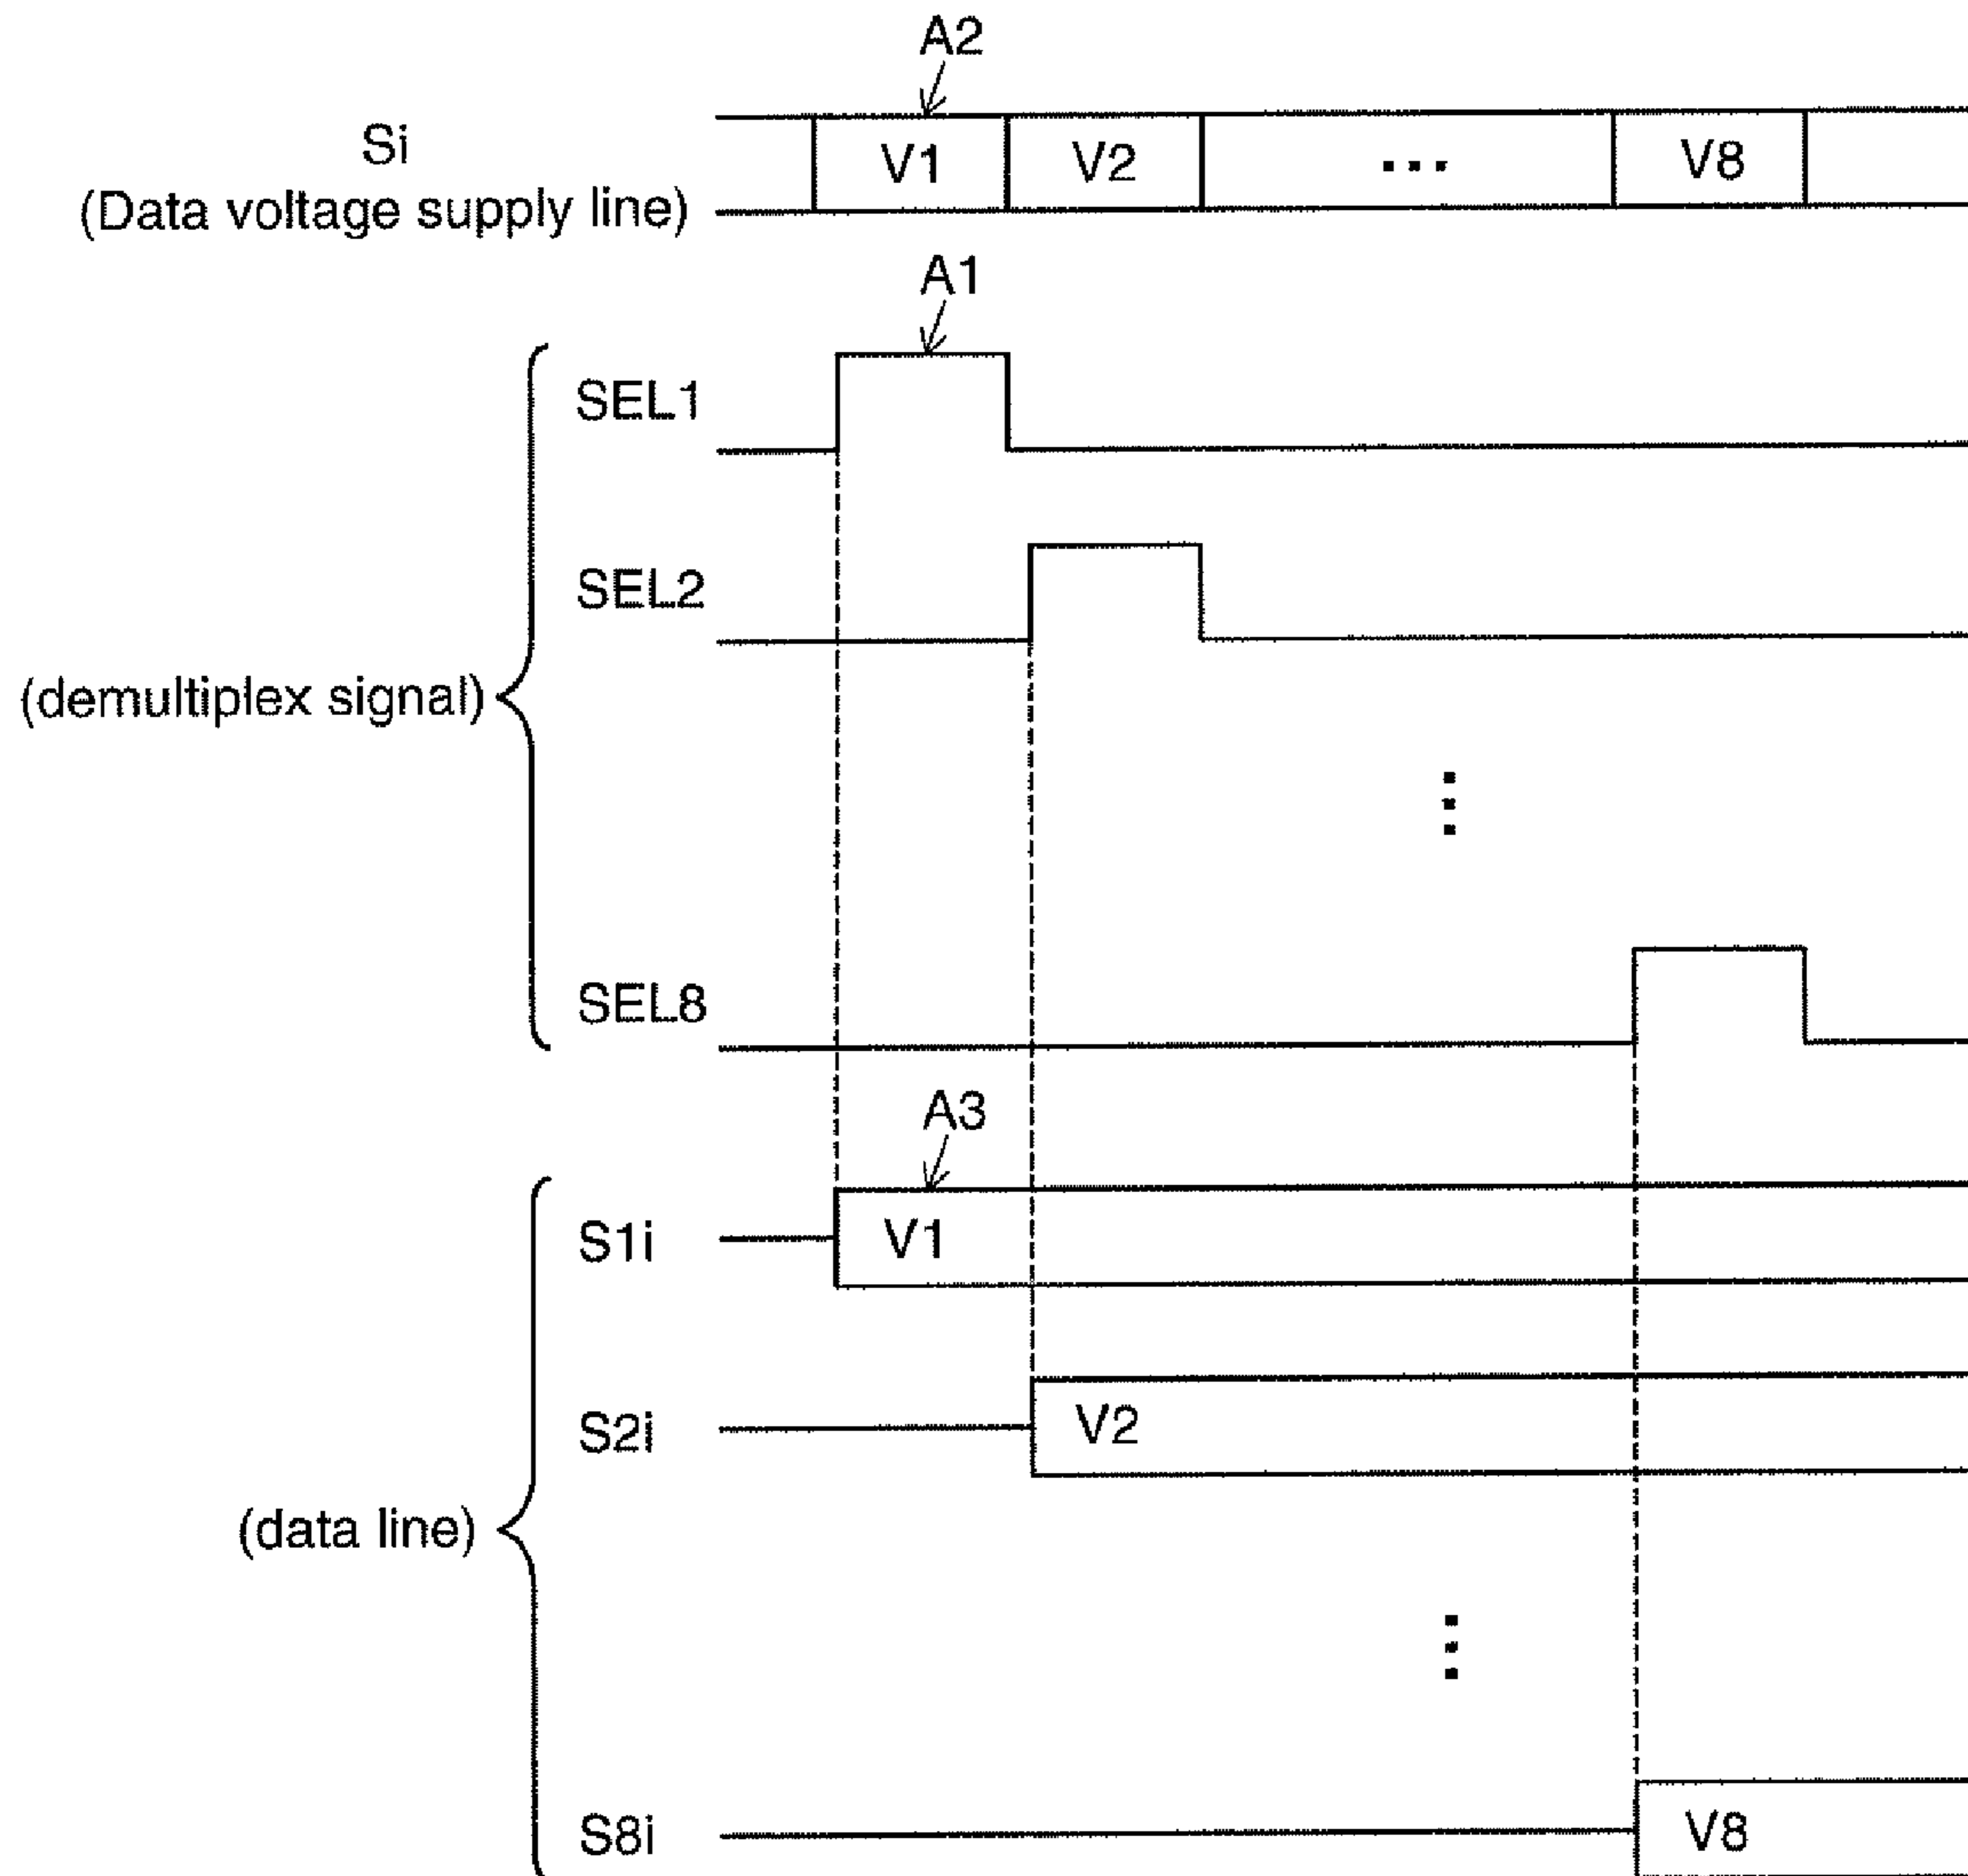 A2
Si
(Data voltage supply line)
V1 V2 ... V8
A1
SEL1
SEL2
(demultiplex signal)
SEL8
A3
S1i
V1
S2i
V2
(data line)
S8i
V8